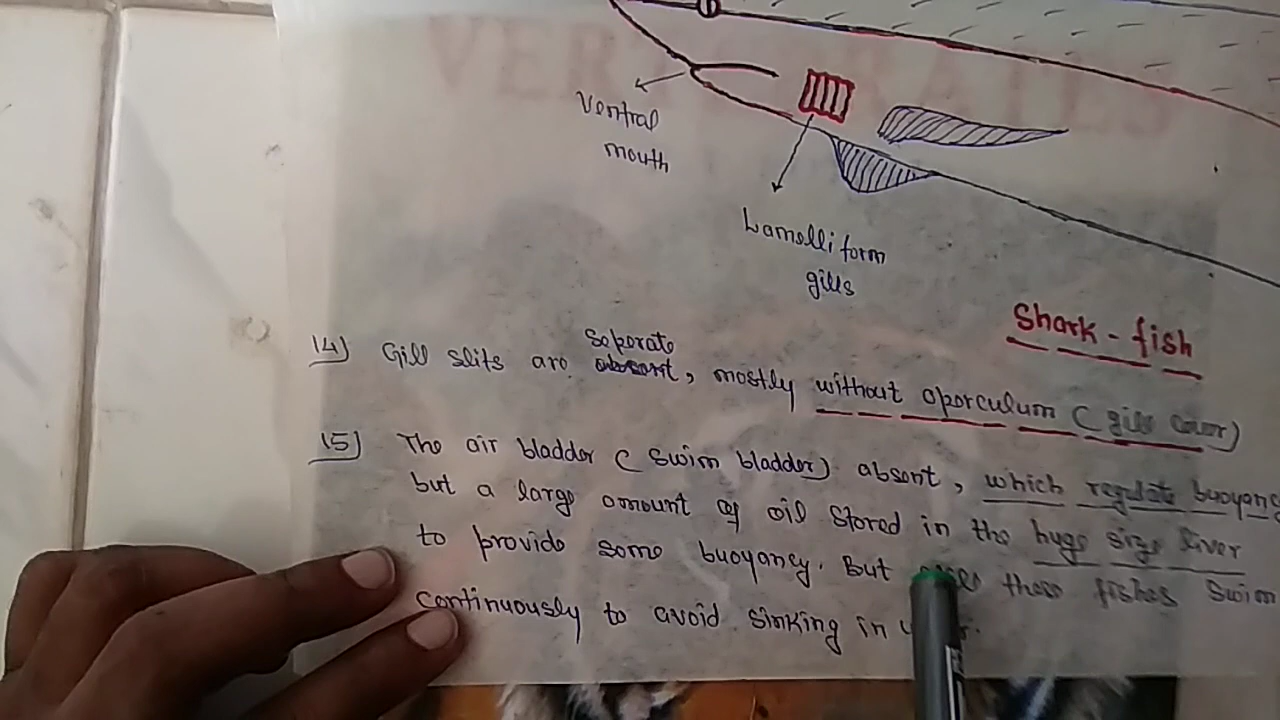 VERTEBRATES
Ventral
mouth
Lamelliform
gills
Shark - fish
14) Gill slits are separate, mostly without operculum (gill cover)
15) The air bladder (swim bladder) absent, which regulate buoyanc
but a large amount of oil stored in the huge size liver
to provide some buoyancy. But these fishes swim
continuously to avoid sinking in